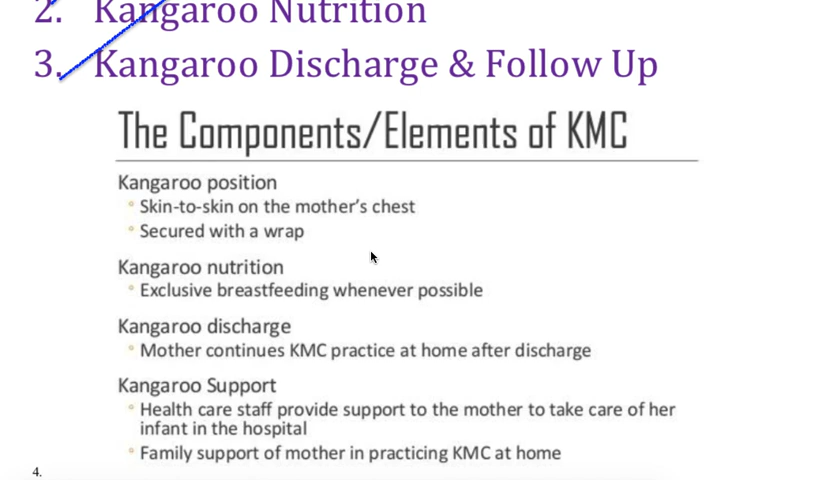 2. Kangaroo Nutrition
3. Kangaroo Discharge & Follow Up
The Components/Elements of KMC
Kangaroo position
° Skin-to-skin on the mother's chest
° Secured with a wrap
Kangaroo nutrition
° Exclusive breastfeeding whenever possible
Kangaroo discharge
° Mother continues KMC practice at home after discharge
Kangaroo Support
° Health care staff provide support to the mother to take care of her
infant in the hospital
° Family support of mother in practicing KMC at home
4.